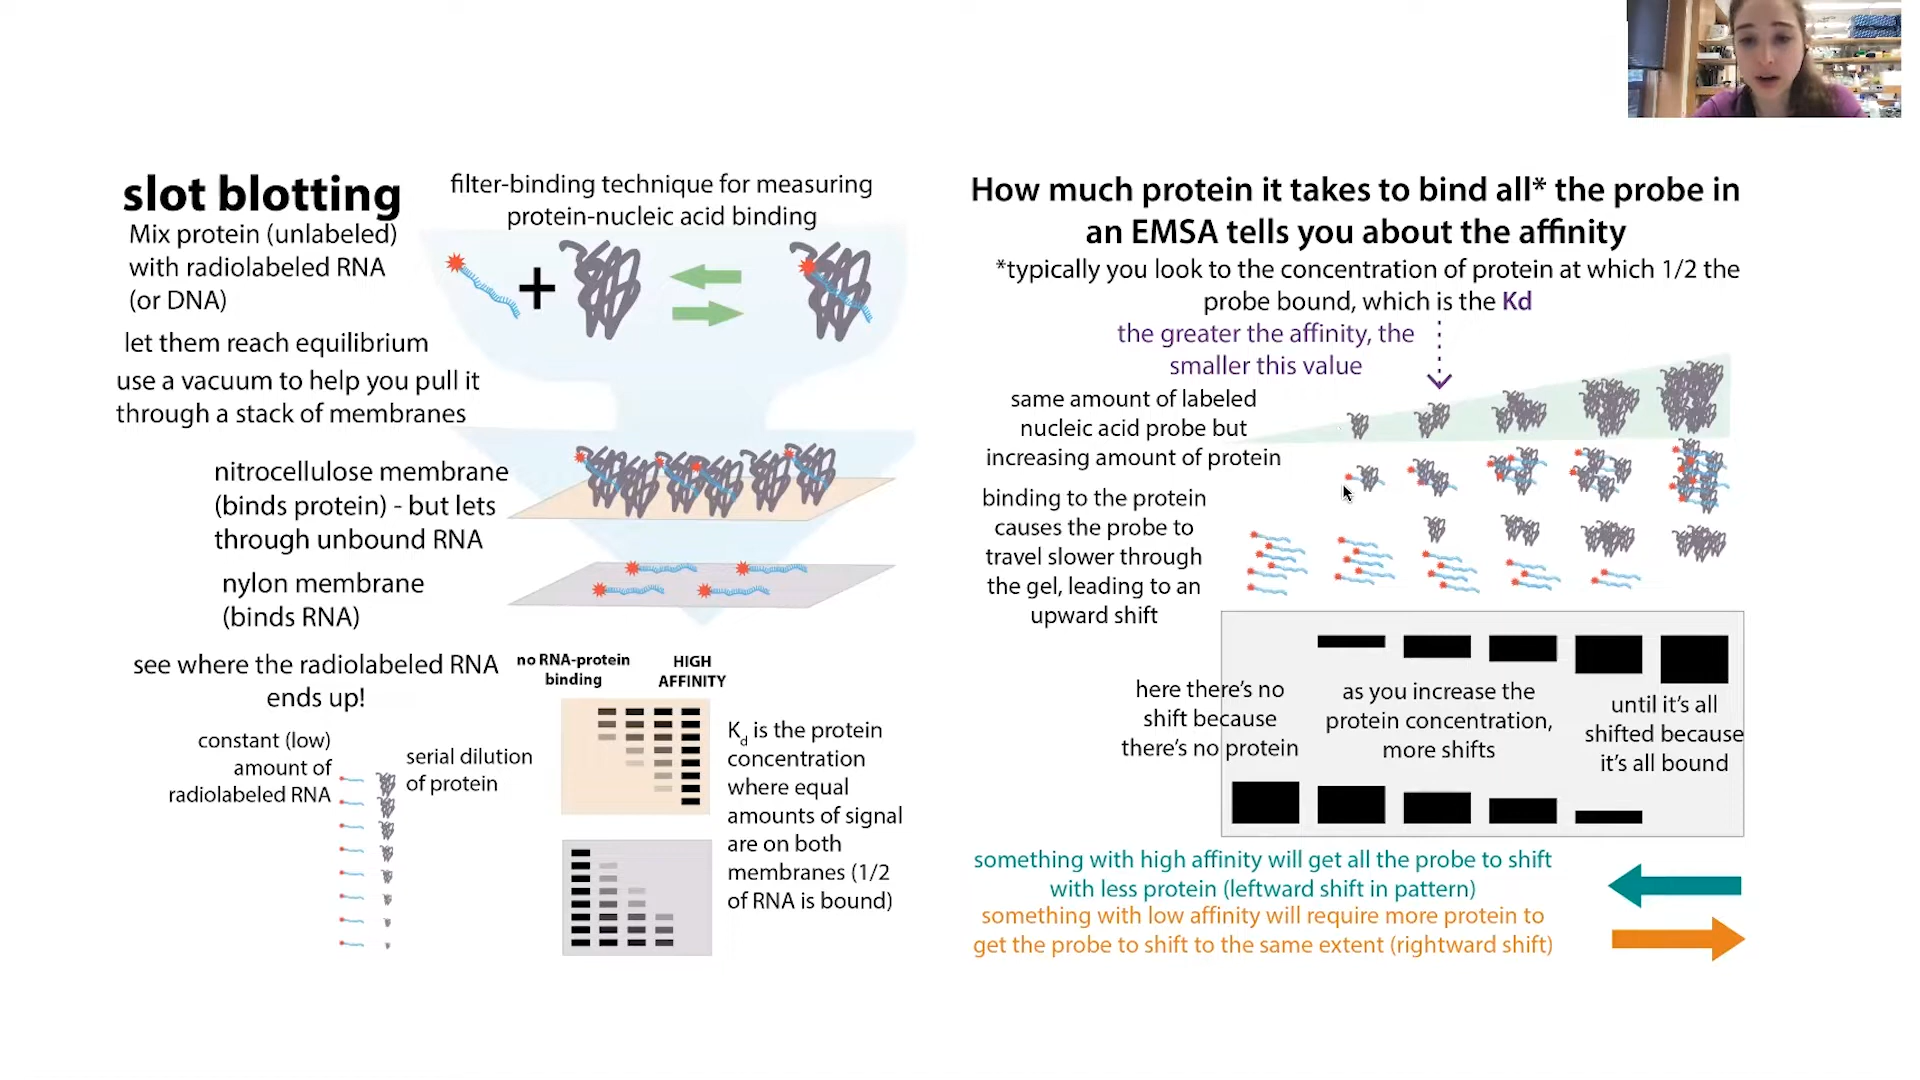 slot blotting
filter-binding technique for measuring
protein-nucleic acid binding
Mix protein (unlabeled)
with radiolabeled RNA
(or DNA)
+
let them reach equilibrium
use a vacuum to help you pull it
through a stack of membranes
nitrocellulose membrane
(binds protein) - but lets
through unbound RNA
nylon membrane
(binds RNA)
see where the radiolabeled RNA
ends up!
no RNA-protein
binding
HIGH
AFFINITY
constant (low)
amount of
radiolabeled RNA
serial dilution
of protein
Kd is the protein
concentration
where equal
amounts of signal
are on both
membranes (1/2
of RNA is bound)
How much protein it takes to bind all* the probe in
an EMSA tells you about the affinity
*typically you look to the concentration of protein at which 1/2 the
probe bound, which is the Kd
the greater the affinity, the
smaller this value
same amount of labeled
nucleic acid probe but
increasing amount of protein
binding to the protein
causes the probe to
travel slower through
the gel, leading to an
upward shift
here there's no
shift because
there's no protein
as you increase the
protein concentration,
more shifts
until it's all
shifted because
it's all bound
something with high affinity will get all the probe to shift
with less protein (leftward shift in pattern)
something with low affinity will require more protein to
get the probe to shift to the same extent (rightward shift)